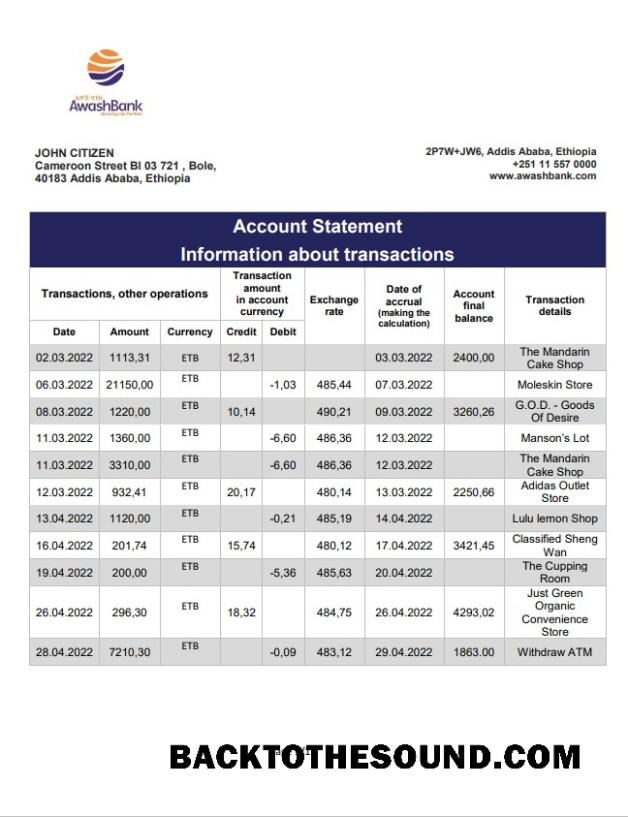 AwashBank
JOHN CITIZEN
Cameroon Street Bl 03 721 , Bole,
40183 Addis Ababa, Ethiopia
2P7W+JW6, Addis Ababa, Ethiopia
+251 11 557 0000
www.awashbank.com
Account Statement
Information about transactions
Transactions, other operations
Transaction
amount
in account
currency
Exchange
rate
Date of
accrual
(making the
calculation)
Account
final
balance
Transaction
details
Date Amount Currency Credit Debit
02.03.2022 1113,31 ETB 12,31 03.03.2022 2400,00 The Mandarin
Cake Shop
06.03.2022 21150,00 ETB -1,03 485,44 07.03.2022 Moleskin Store
08.03.2022 1220,00 ETB 10,14 490,21 09.03.2022 3260,26 G.O.D. - Goods
Of Desire
11.03.2022 1360,00 ETB -6,60 486,36 12.03.2022 Manson's Lot
11.03.2022 3310,00 ETB -6,60 486,36 12.03.2022 The Mandarin
Cake Shop
12.03.2022 932,41 ETB 20,17 480,14 13.03.2022 2250,66 Adidas Outlet
Store
13.04.2022 1120,00 ETB -0,21 485,19 14.04.2022 Lulu lemon Shop
16.04.2022 201,74 ETB 15,74 480,12 17.04.2022 3421,45 Classified Sheng
Wan
19.04.2022 200,00 ETB -5,36 485,63 20.04.2022 The Cupping
Room
26.04.2022 296,30 ETB 18,32 484,75 26.04.2022 4293,02 Just Green
Organic
Convenience
Store
28.04.2022 7210,30 ETB -0,09 483,12 29.04.2022 1863.00 Withdraw ATM
BACKTOTHESOUND.COM